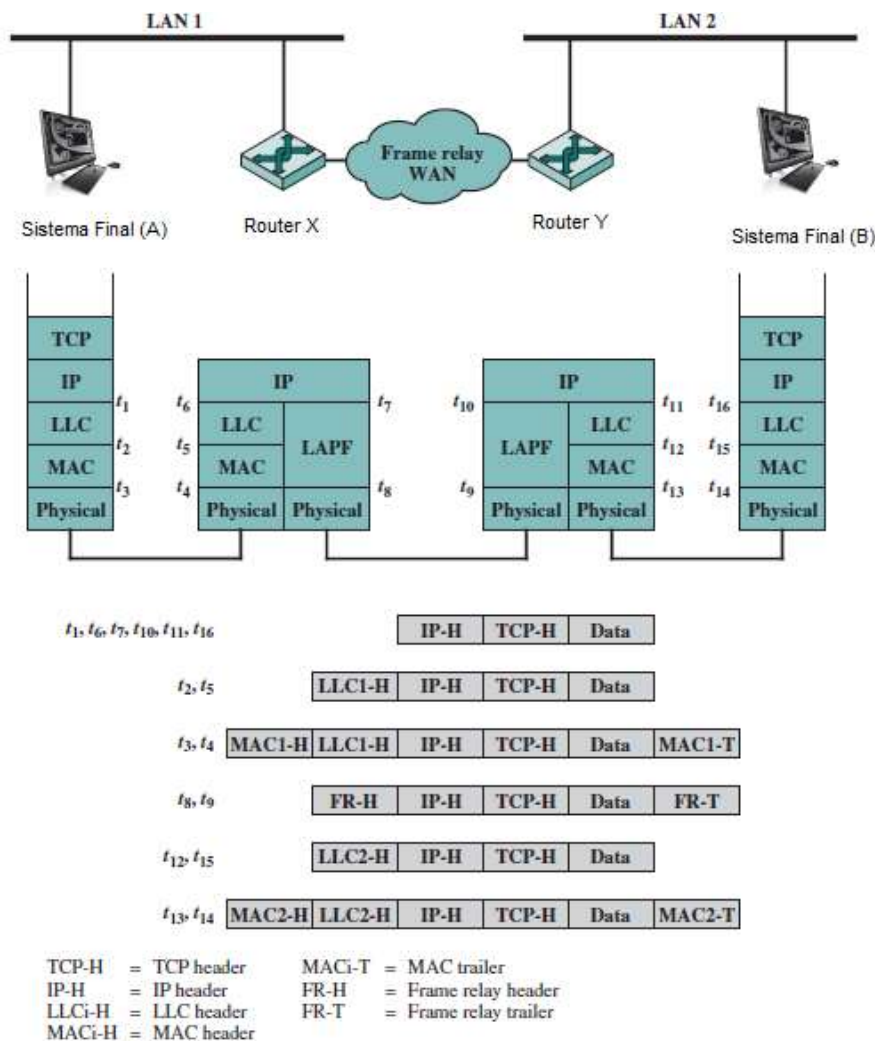 LAN 1
LAN 2
Frame relay
WAN
Sistema Final (A)
Router X
Router Y
Sistema Final (B)
TCP
IP
LLC
MAC
Physical
t1
t2
t3
t6
t5
t4
IP
LLC
MAC
LAPF
Physical
Physical
t7
t8
t10
t9
IP
LAPF
LLC
MAC
Physical
Physical
t11
t12
t13
t16
t15
t14
TCP
IP
LLC
MAC
Physical
t1, t6, t7, t10, t11, t16 IP-H TCP-H Data
t2, t5 LLC1-H IP-H TCP-H Data
t3, t4 MAC1-H LLC1-H IP-H TCP-H Data MAC1-T
t8, t9 FR-H IP-H TCP-H Data FR-T
t12, t15 LLC2-H IP-H TCP-H Data
t13, t14 MAC2-H LLC2-H IP-H TCP-H Data MAC2-T
TCP-H = TCP header MACi-T = MAC trailer
IP-H = IP header FR-H = Frame relay header
LLCi-H = LLC header FR-T = Frame relay trailer
MACi-H = MAC header